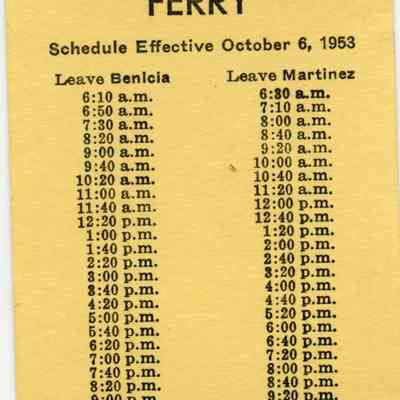 FERRY
Schedule Effective October 6, 1953
Leave Benicia Leave Martinez
6:10 a.m. 6:30 a.m.
6:50 a.m. 7:10 a.m.
7:30 a.m. 8:00 a.m.
8:20 a.m. 8:40 a.m.
9:00 a.m. 9:20 a.m.
9:40 a.m. 10:00 a.m.
10:20 a.m. 10:40 a.m.
11:00 a.m. 11:20 a.m.
11:40 a.m. 12:00 p.m.
12:20 p.m. 12:40 p.m.
1:00 p.m. 1:20 p.m.
1:40 p.m. 2:00 p.m.
2:20 p.m. 2:40 p.m.
3:00 p.m. 3:20 p.m.
3:40 p.m. 4:00 p.m.
4:20 p.m. 4:40 p.m.
5:00 p.m. 5:20 p.m.
5:40 p.m. 6:00 p.m.
6:20 p.m. 6:40 p.m.
7:00 p.m. 7:20 p.m.
7:40 p.m. 8:00 p.m.
8:20 p.m. 8:40 p.m.
9:00 p.m. 9:20 p.m.